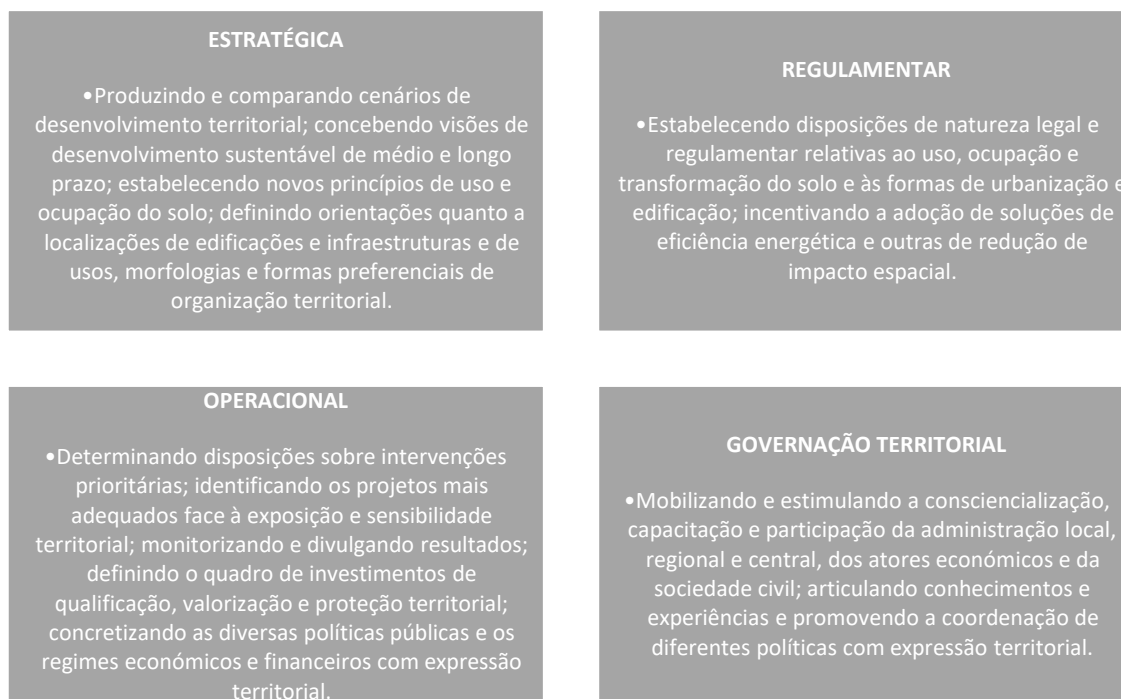 ESTRATÉGICA
•Produzindo e comparando cenários de
desenvolvimento territorial; concebendo visões de
desenvolvimento sustentável de médio e longo
prazo; estabelecendo novos princípios de uso e
ocupação do solo; definindo orientações quanto a
localizações de edificações e infraestruturas e de
usos, morfologias e formas preferenciais de
organização territorial.
REGULAMENTAR
•Estabelecendo disposições de natureza legal e
regulamentar relativas ao uso, ocupação e
transformação do solo e às formas de urbanização e
edificação; incentivando a adoção de soluções de
eficiência energética e outras de redução de
impacto espacial.
OPERACIONAL
•Determinando disposições sobre intervenções
prioritárias; identificando os projetos mais
adequados face à exposição e sensibilidade
territorial; monitorizando e divulgando resultados;
definindo o quadro de investimentos de
qualificação, valorização e proteção territorial;
concretizando as diversas políticas públicas e os
regimes económicos e financeiros com expressão
territorial.
GOVERNAÇÃO TERRITORIAL
•Mobilizando e estimulando a consciencialização,
capacitação e participação da administração local,
regional e central, dos atores económicos e da
sociedade civil; articulando conhecimentos e
experiências e promovendo a coordenação de
diferentes políticas com expressão territorial.